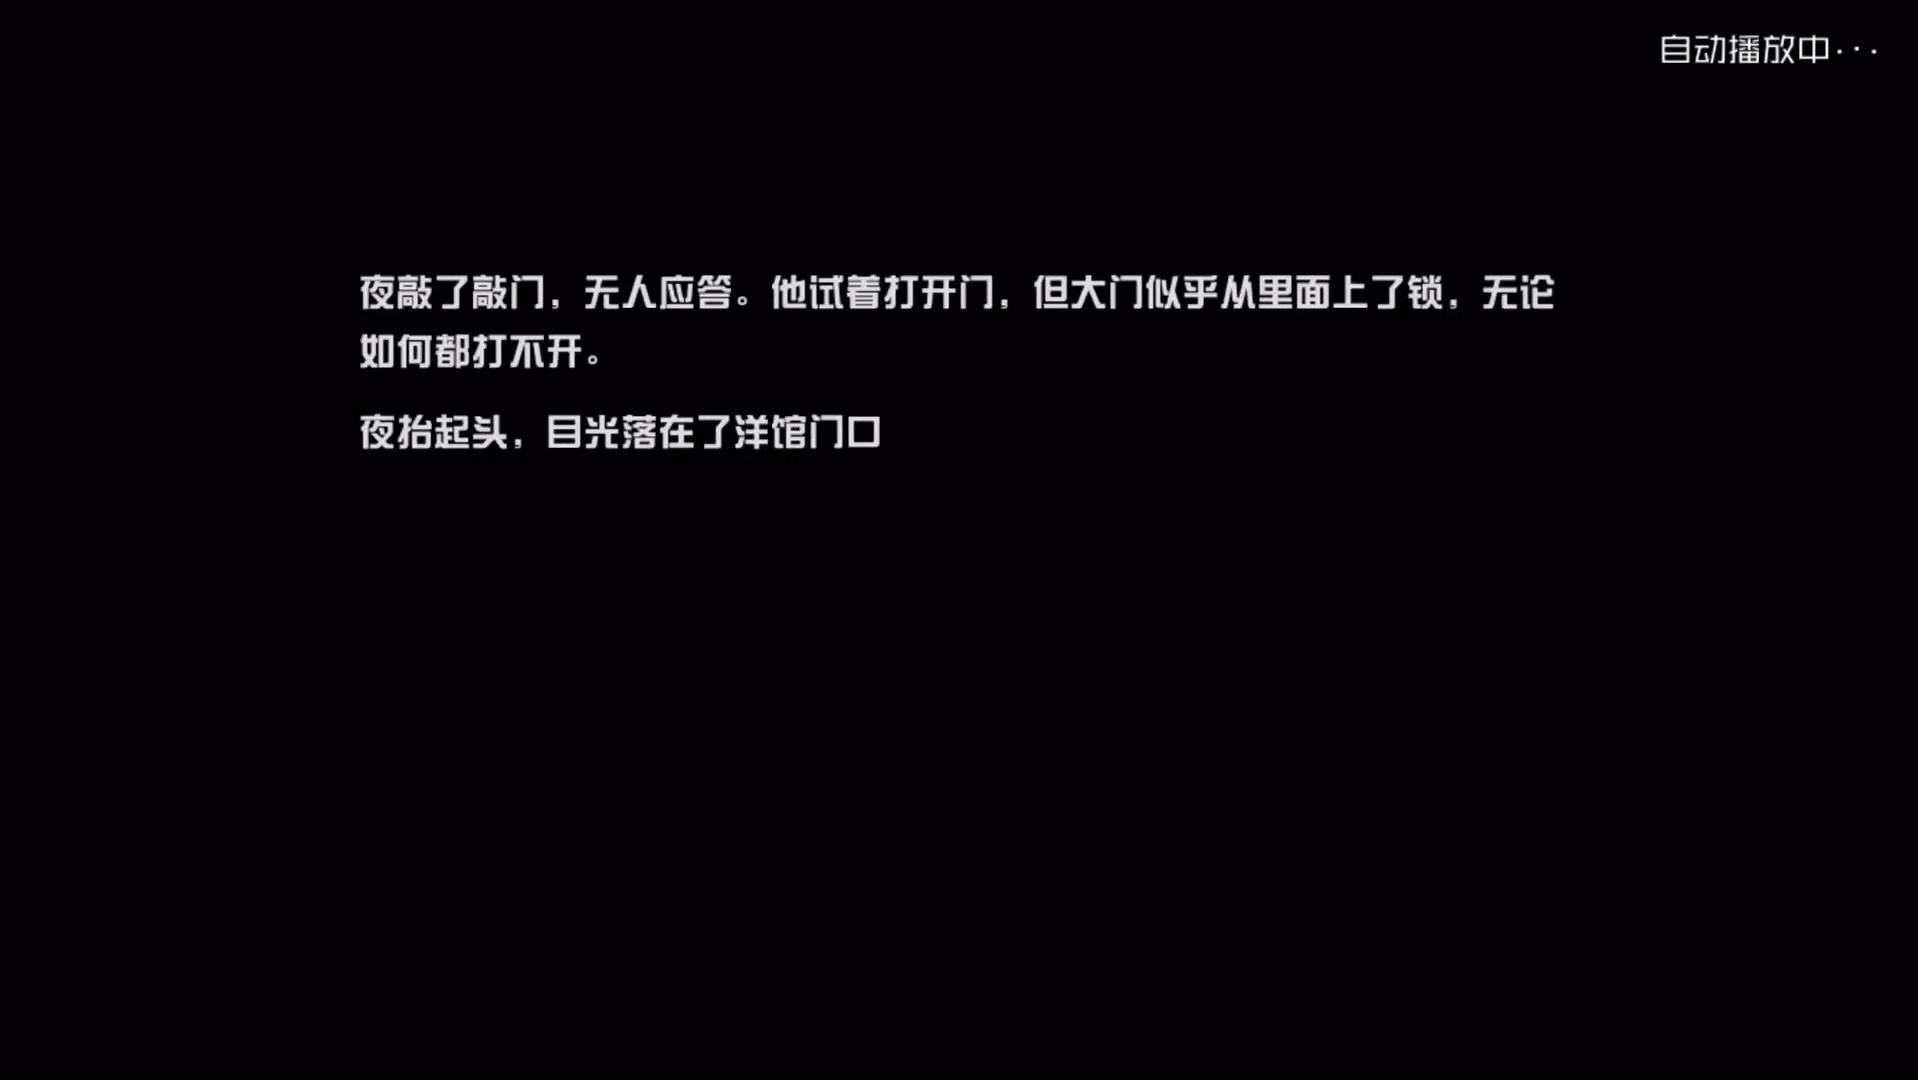 自动播放中···
夜敲了敲门，无人应答。他试着打开门，但大门似乎从里面上了锁，无论
如何都打不开。
夜抬起头，目光落在了洋馆门口